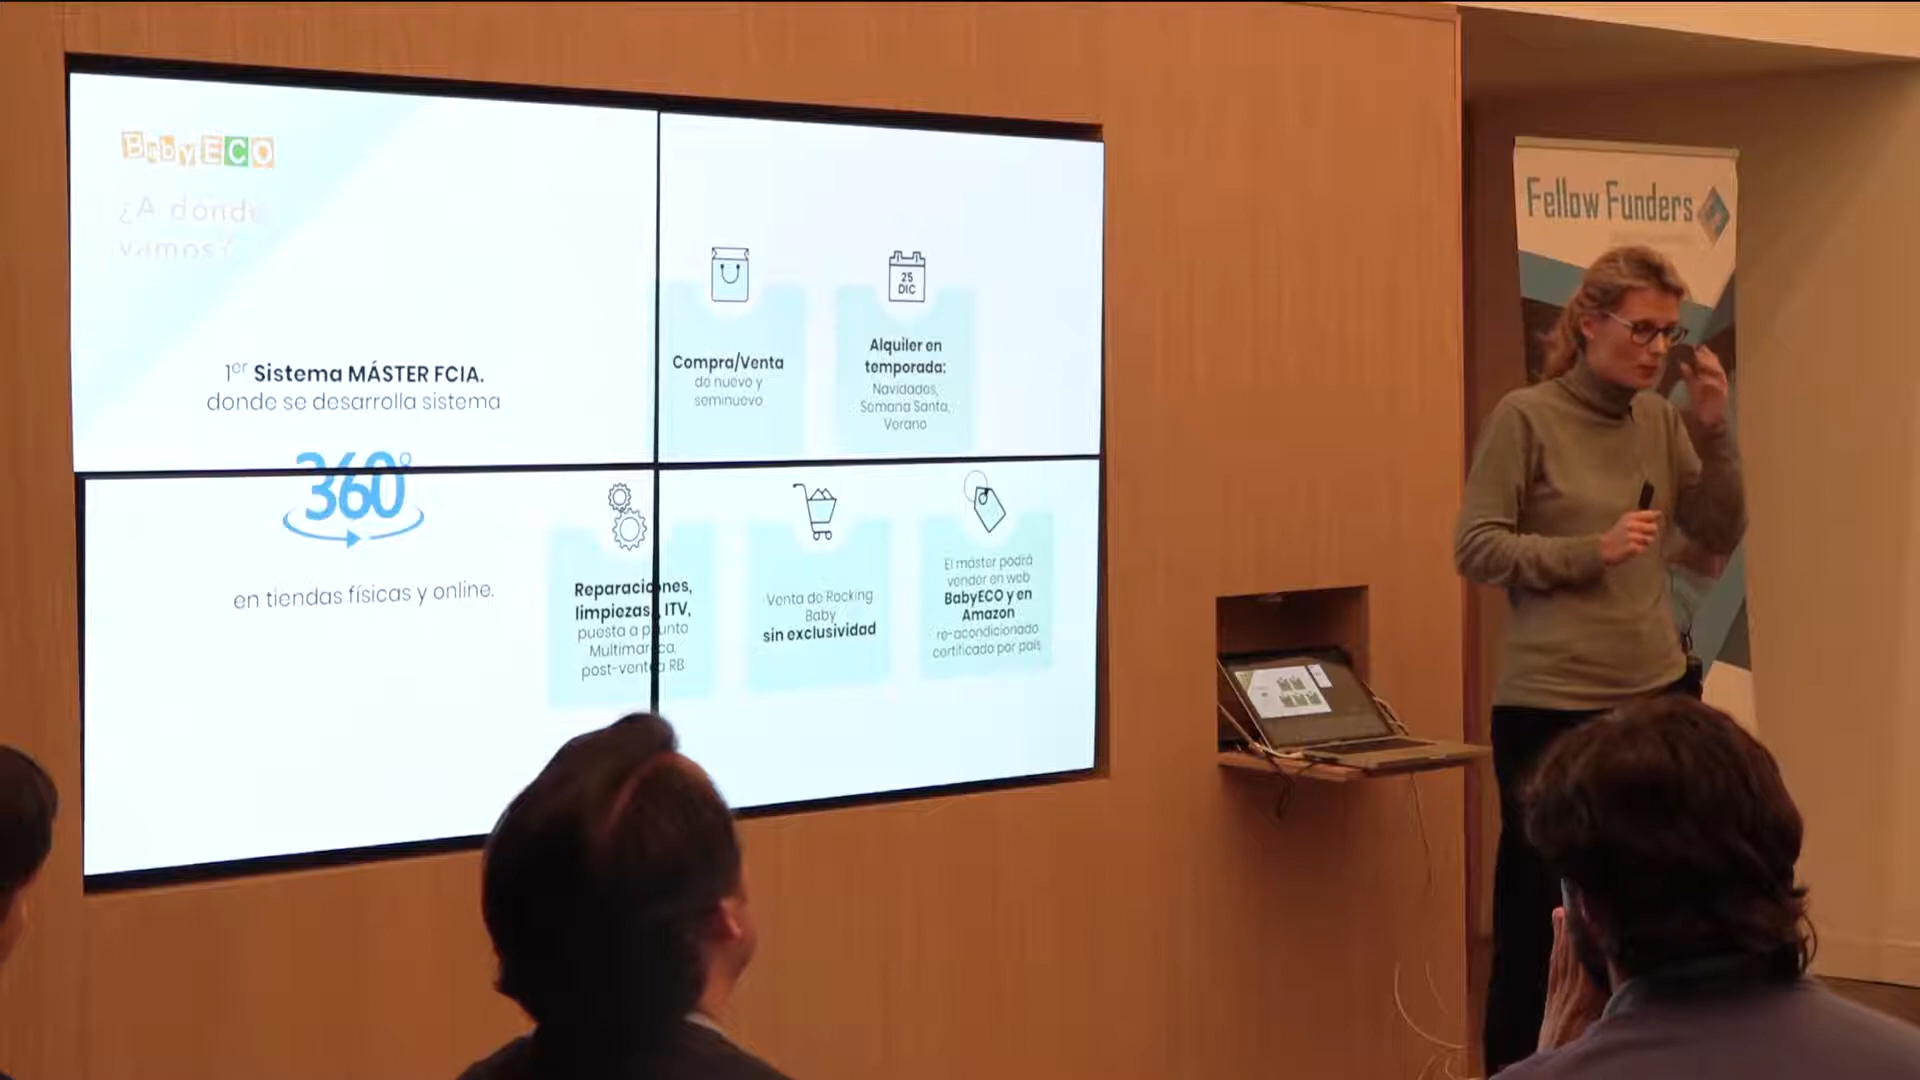 BabyECO
¿A dónde
vamos?
1er Sistema MÁSTER FCIA.
donde se desarrolla sistema
360°
en tiendas físicas y online.
Compra/Venta
de nuevo y
seminuevo
25
DIC
Alquiler en
temporada:
Navidades,
Semana Santa,
Verano
Reparaciones,
limpiezas, ITV,
puesta a punto
Multimarca,
post-venta RB
Venta de Rocking
Baby
sin exclusividad
El máster podrá
vender en web
BabyECO y en
Amazon
re-acondicionado
certificado por país
Fellow Funders